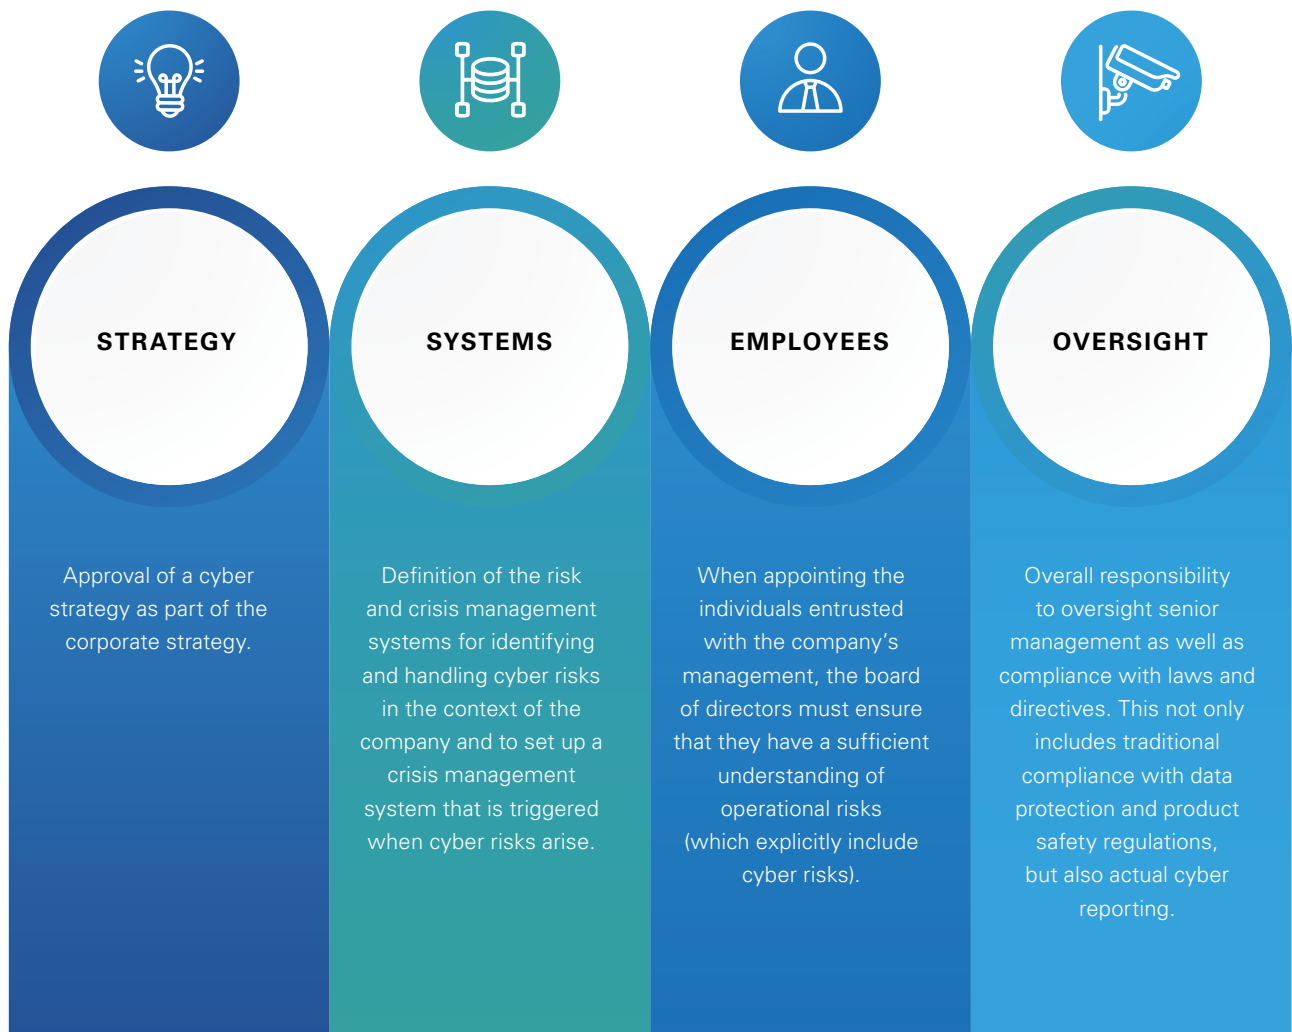 STRATEGY
Approval of a cyber
strategy as part of the
corporate strategy.
SYSTEMS
Definition of the risk
and crisis management
systems for identifying
and handling cyber risks
in the context of the
company and to set up a
crisis management
system that is triggered
when cyber risks arise.
EMPLOYEES
When appointing the
individuals entrusted
with the company’s
management, the board
of directors must ensure
that they have a sufficient
understanding of
operational risks
(which explicitly include
cyber risks).
OVERSIGHT
Overall responsibility
to oversight senior
management as well as
compliance with laws and
directives. This not only
includes traditional
compliance with data
protection and product
safety regulations,
but also actual cyber
reporting.